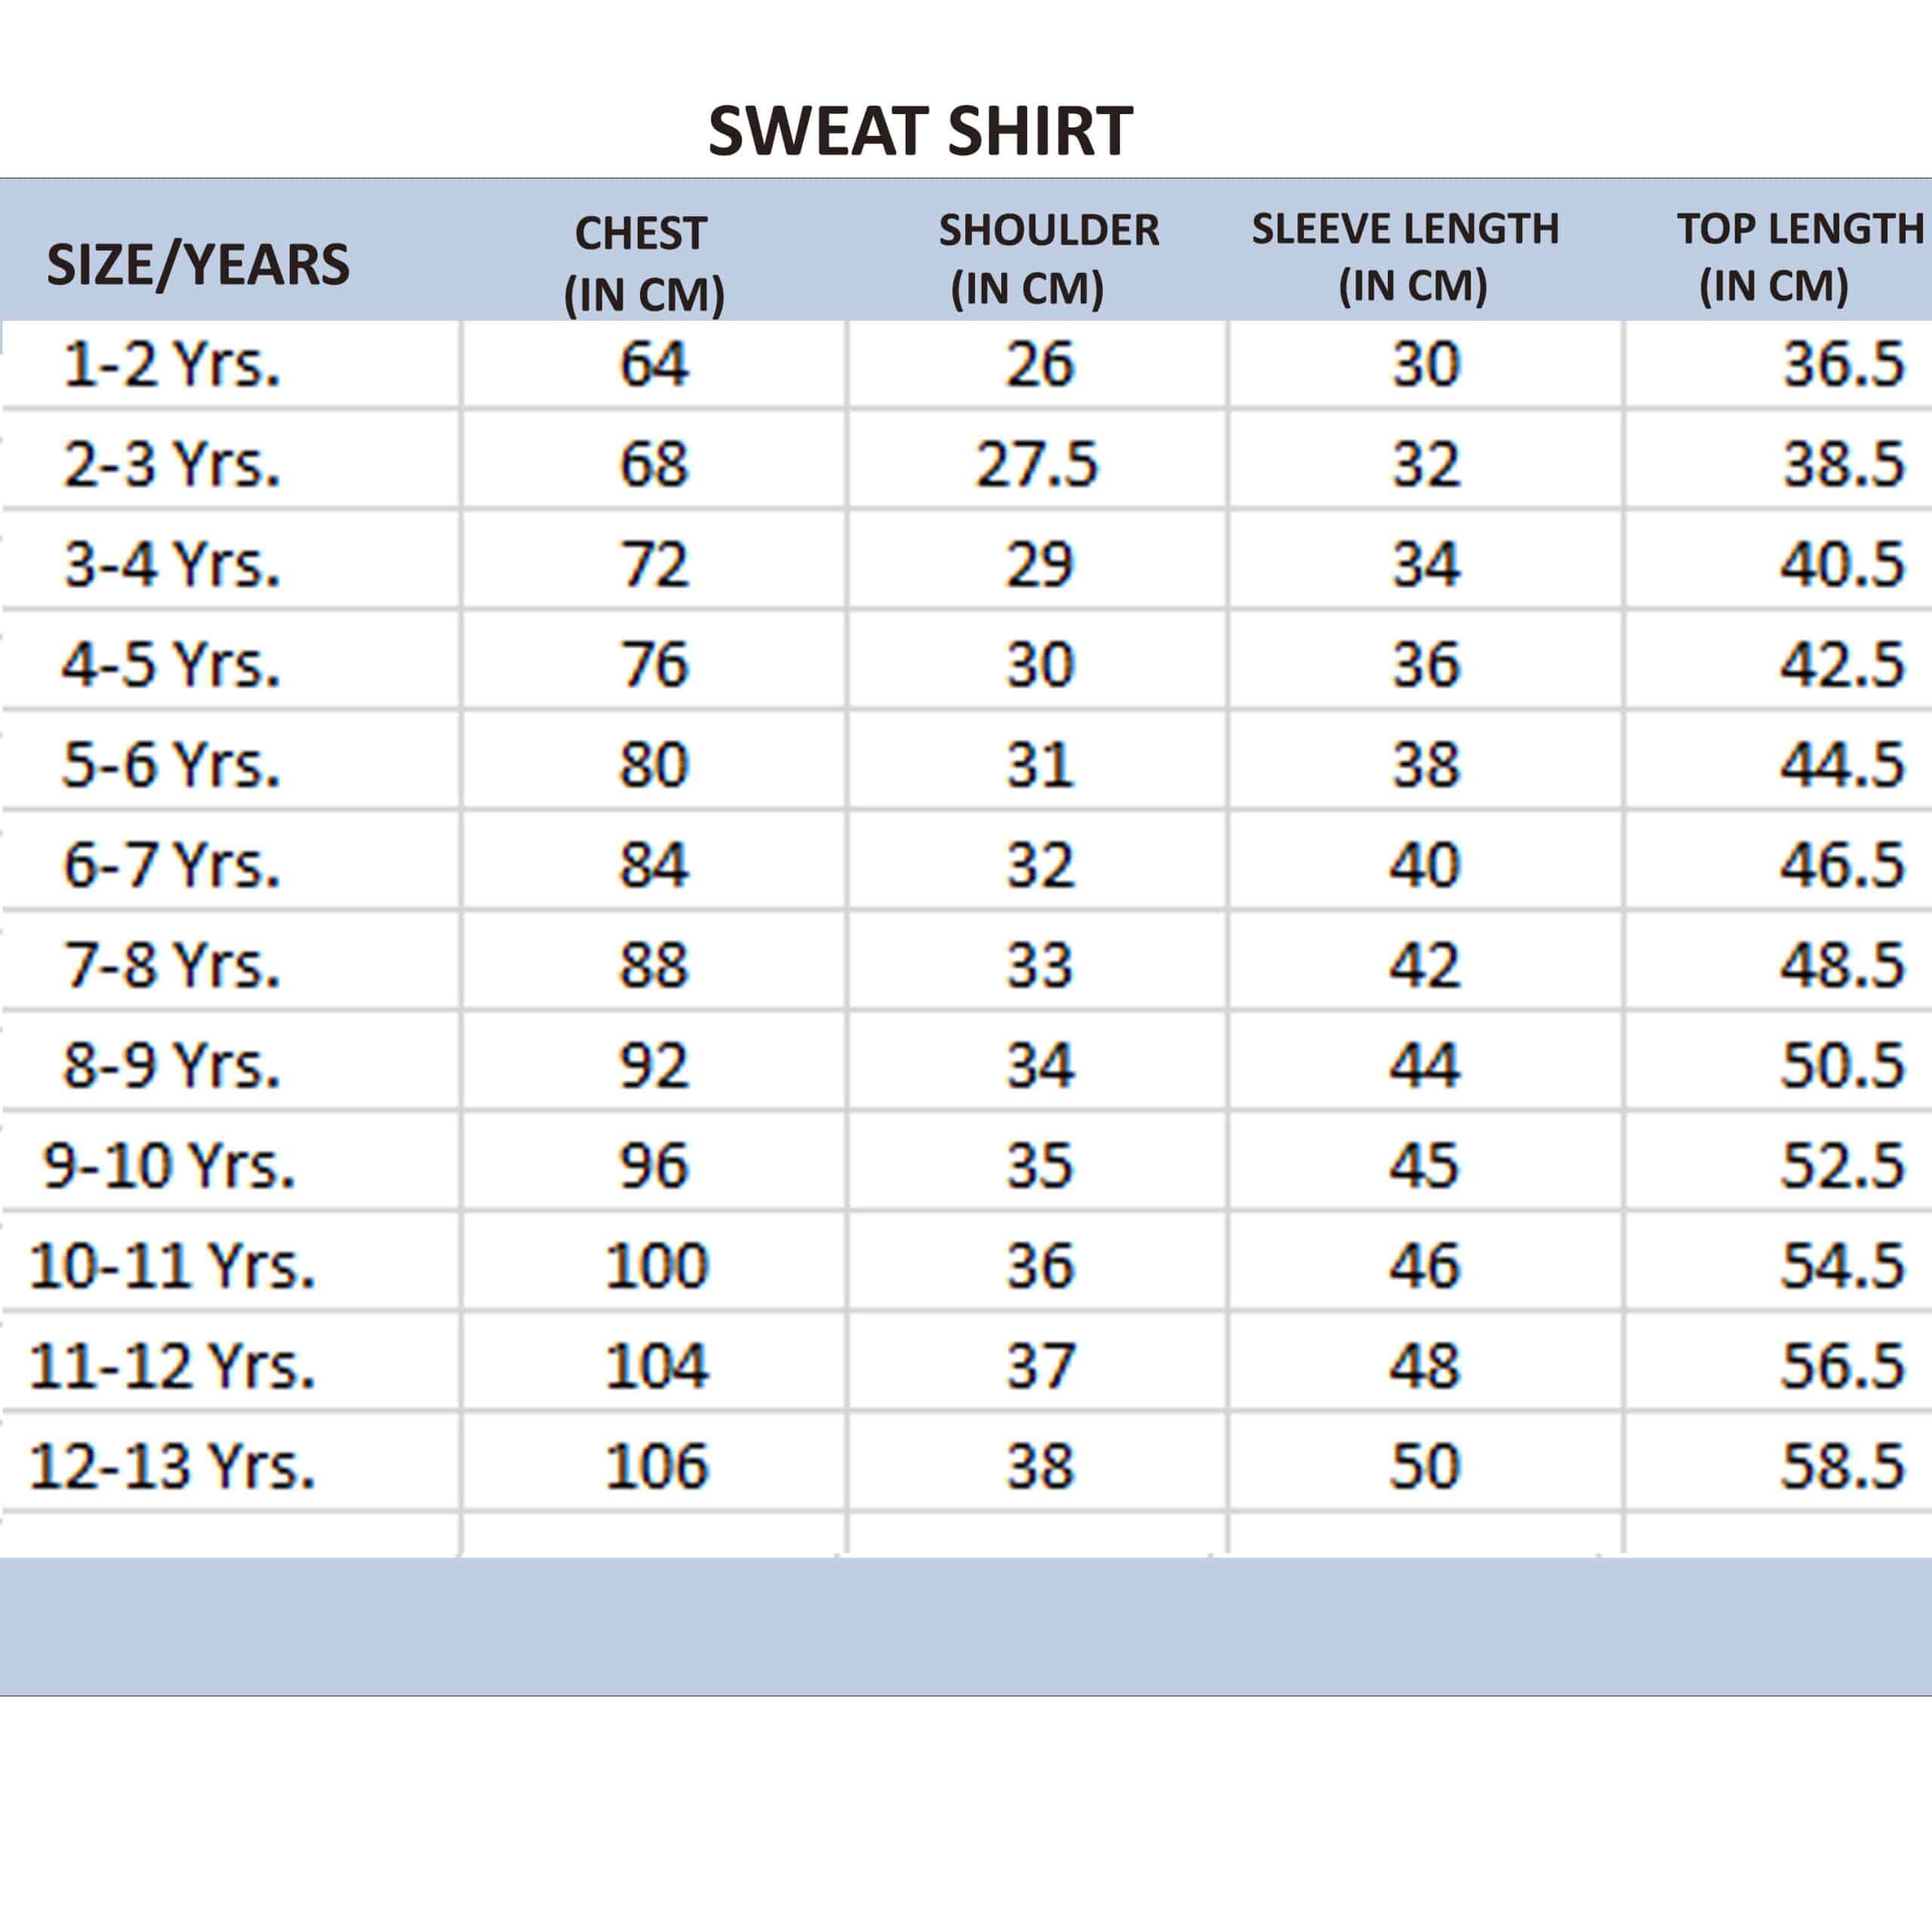 SWEAT SHIRT
SIZE/YEARS CHEST (IN CM) SHOULDER (IN CM) SLEEVE LENGTH (IN CM) TOP LENGTH (IN CM)
1-2 Yrs. 64 26 30 36.5
2-3 Yrs. 68 27.5 32 38.5
3-4 Yrs. 72 29 34 40.5
4-5 Yrs. 76 30 36 42.5
5-6 Yrs. 80 31 38 44.5
6-7 Yrs. 84 32 40 46.5
7-8 Yrs. 88 33 42 48.5
8-9 Yrs. 92 34 44 50.5
9-10 Yrs. 96 35 45 52.5
10-11 Yrs. 100 36 46 54.5
11-12 Yrs. 104 37 48 56.5
12-13 Yrs. 106 38 50 58.5